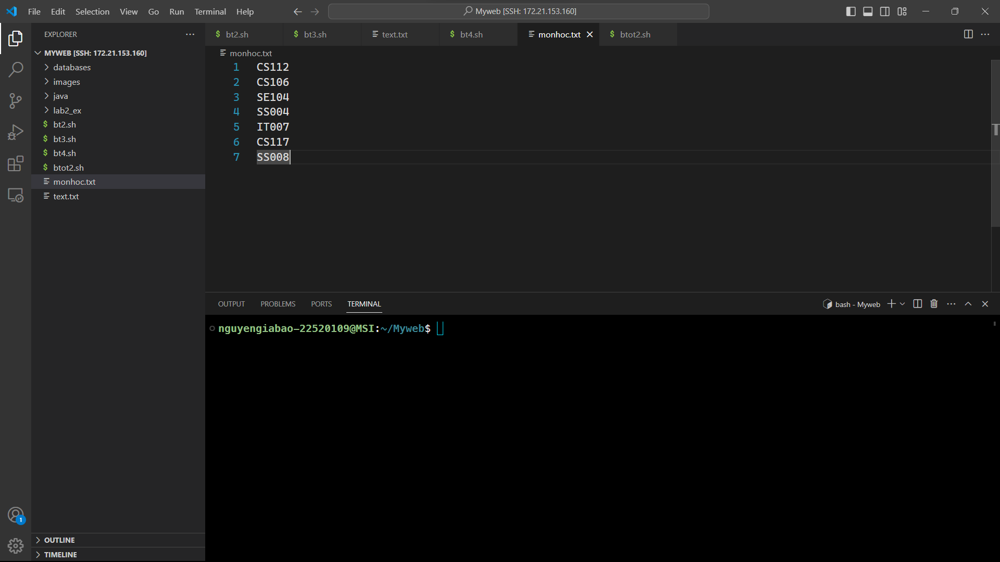 File Edit Selection View Go Run Terminal Help
Myweb [SSH: 172.21.153.160]
EXPLORER
MYWEB [SSH: 172.21.153.160]
databases
images
java
lab2_ex
$ bt2.sh
$ bt3.sh
$ bt4.sh
$ btot2.sh
monhoc.txt
text.txt
OUTLINE
TIMELINE
1
$ bt2.sh
$ bt3.sh
text.txt
$ bt4.sh
monhoc.txt
$ btot2.sh
monhoc.txt
1 CS112
2 CS106
3 SE104
4 SS004
5 IT007
6 CS117
7 SS008
OUTPUT PROBLEMS PORTS TERMINAL
bash - Myweb
nguyengiabao-22520109@MSI:~/Myweb$